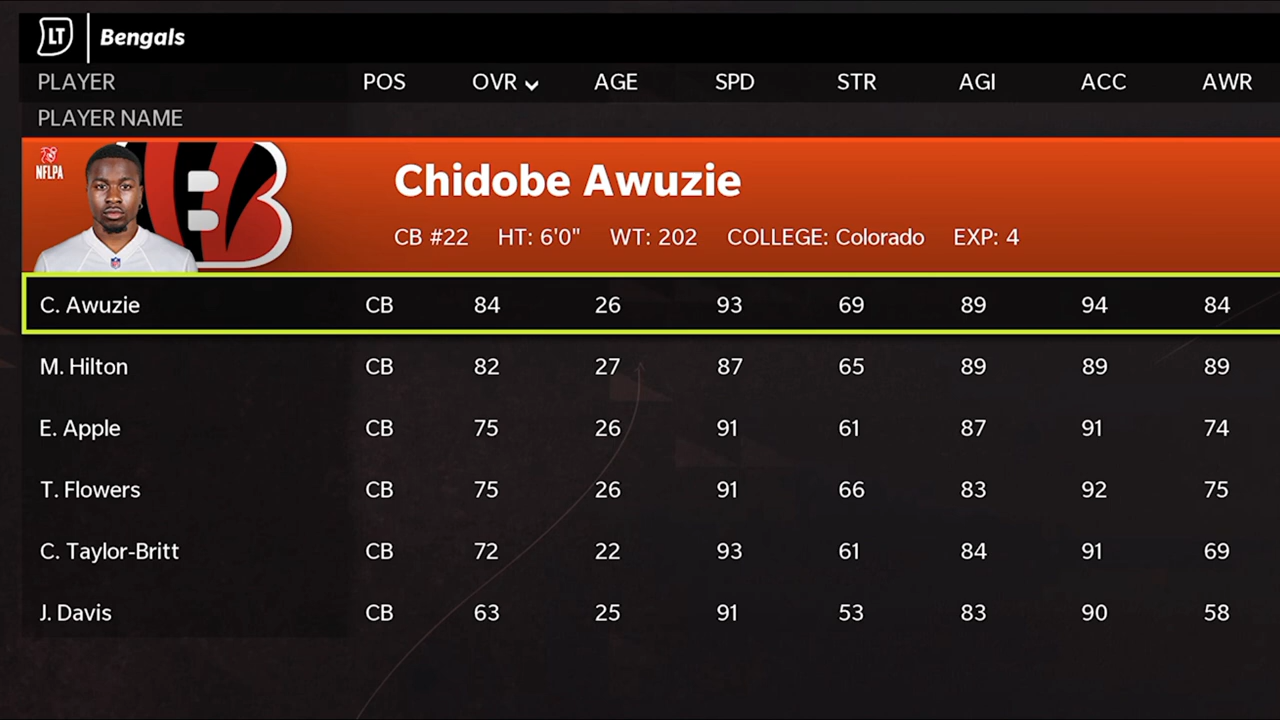 LT Bengals
PLAYER POS OVR AGE SPD STR AGI ACC AWR
PLAYER NAME
NFLPA
Chidobe Awuzie
CB #22 HT: 6'0" WT: 202 COLLEGE: Colorado EXP: 4
C. Awuzie CB 84 26 93 69 89 94 84
M. Hilton CB 82 27 87 65 89 89 89
E. Apple CB 75 26 91 61 87 91 74
T. Flowers CB 75 26 91 66 83 92 75
C. Taylor-Britt CB 72 22 93 61 84 91 69
J. Davis CB 63 25 91 53 83 90 58